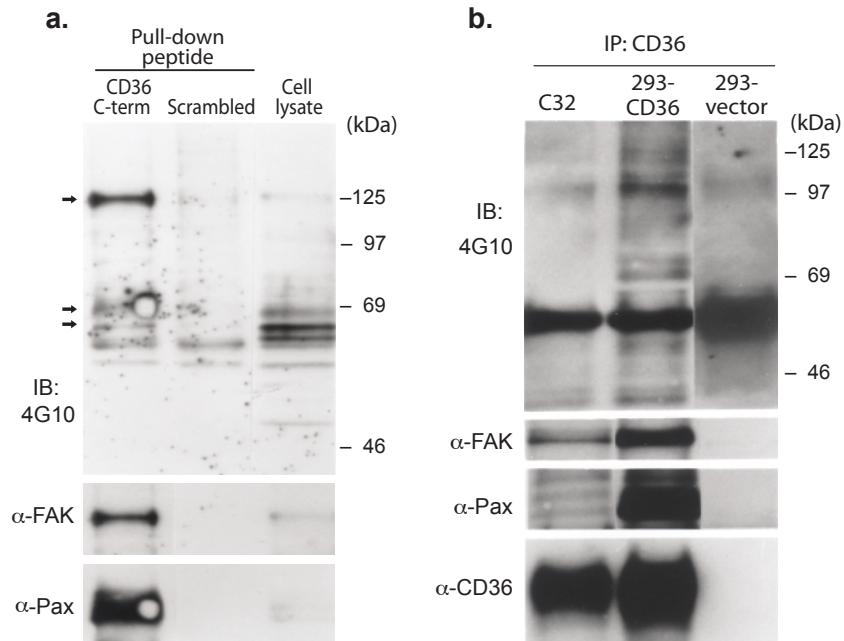 a.
Pull-down
peptide
CD36
C-term
Scrambled
Cell
lysate
(kDa)
–125
– 97
– 69
– 46
IB:
4G10
α-FAK
α-Pax
b.
IP: CD36
C32
293-
CD36
293-
vector
(kDa)
–125
– 97
– 69
– 46
IB:
4G10
α-FAK
α-Pax
α-CD36